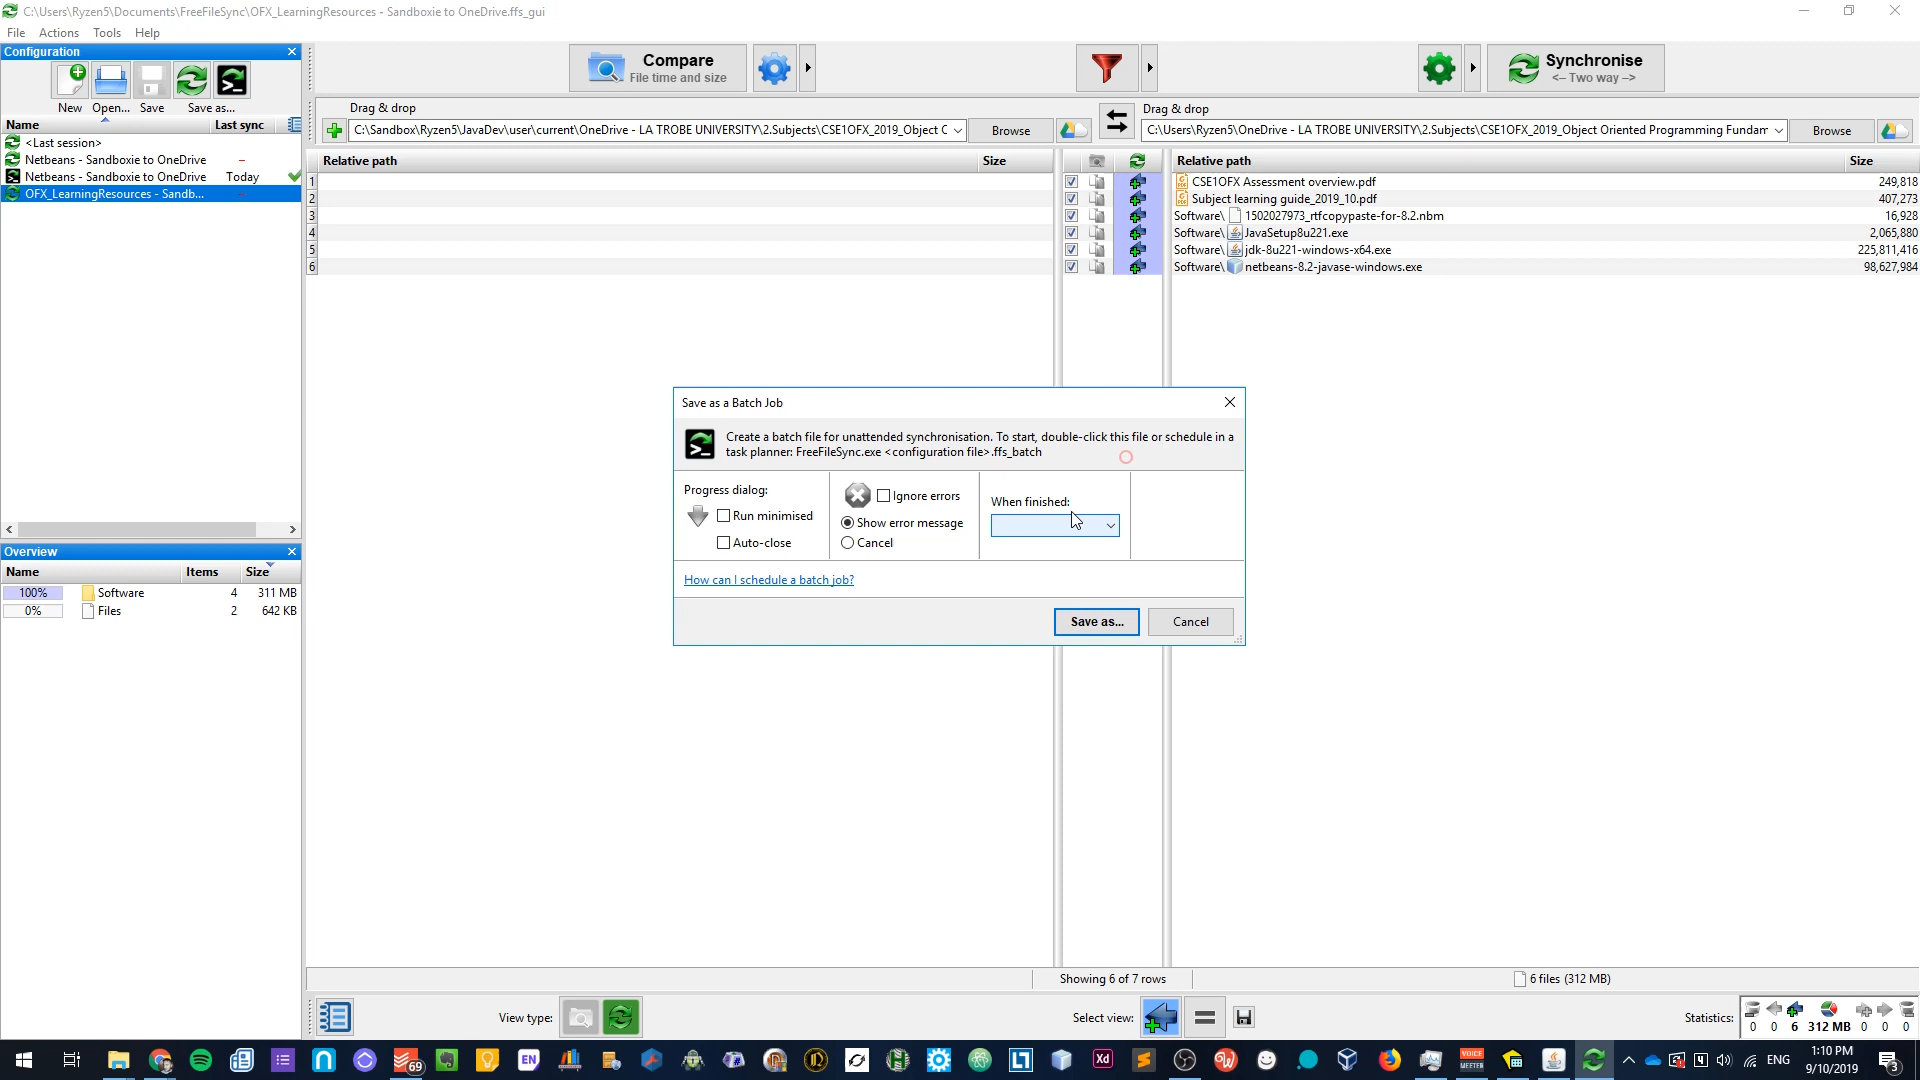 C:\Users\Ryzen5\Documents\FreeFileSync\OFX_LearningResources - Sandboxie to OneDrive.ffs_gui
File Actions Tools Help
Configuration
New Open... Save Save as...
Name Last sync
<Last session>
Netbeans - Sandboxie to OneDrive –
Netbeans - Sandboxie to OneDrive Today
OFX_LearningResources - Sandb... –
Compare
File time and size
Synchronise
<– Two way –>
Drag & drop
C:\Sandbox\Ryzen5\JavaDev\user\current\OneDrive - LA TROBE UNIVERSITY\2.Subjects\CSE1OFX_2019_Object C
Browse
Drag & drop
C:\Users\Ryzen5\OneDrive - LA TROBE UNIVERSITY\2.Subjects\CSE1OFX_2019_Object Oriented Programming Fundam
Browse
Relative path Size
Relative path Size
1 CSE1OFX Assessment overview.pdf 249,818
2 Subject learning guide_2019_10.pdf 407,273
3 Software\ 1502027973_rtfcopypaste-for-8.2.nbm 16,928
4 Software\ JavaSetup8u221.exe 2,065,880
5 Software\ jdk-8u221-windows-x64.exe 225,811,416
6 Software\ netbeans-8.2-javase-windows.exe 98,627,984
Save as a Batch Job
Create a batch file for unattended synchronisation. To start, double-click this file or schedule in a
task planner: FreeFileSync.exe <configuration file>.ffs_batch
Progress dialog:
Run minimised
Auto-close
Ignore errors
Show error message
Cancel
When finished:
How can I schedule a batch job?
Save as... Cancel
Overview
Name Items Size
100% Software 4 311 MB
0% Files 2 642 KB
Showing 6 of 7 rows
6 files (312 MB)
View type:
Select view:
Statistics:
0 0 6 312 MB 0 0 0
69
EN
Xd
VOICE
MEETER
ENG
1:10 PM
9/10/2019
3